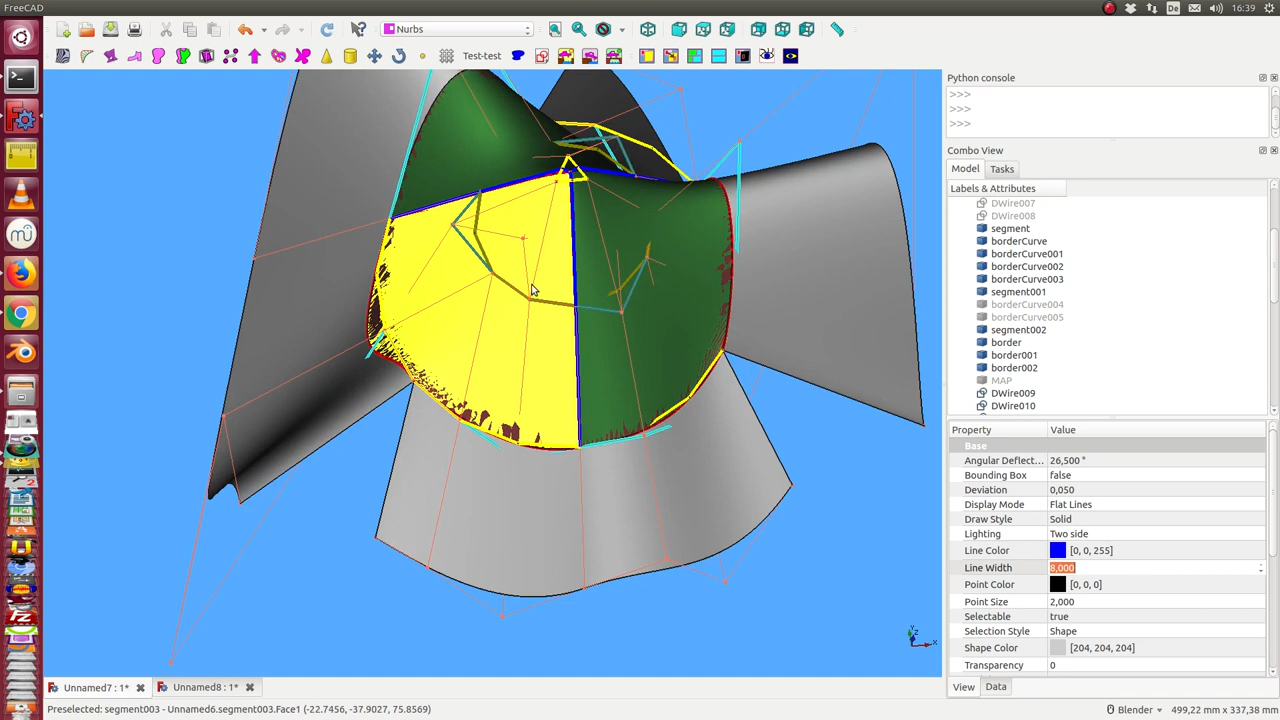 FreeCAD
De
16:39
Nurbs
Test-test
Python console
>>>
>>>
>>>
Combo View
Model
Tasks
Labels & Attributes
DWire007
DWire008
segment
borderCurve
borderCurve001
borderCurve002
borderCurve003
segment001
borderCurve004
borderCurve005
segment002
border
border001
border002
MAP
DWire009
DWire010
Property
Value
Base
Angular Deflect... 26,500 °
Bounding Box false
Deviation 0,050
Display Mode Flat Lines
Draw Style Solid
Lighting Two side
Line Color [0, 0, 255]
Line Width 8,000
Point Color [0, 0, 0]
Point Size 2,000
Selectable true
Selection Style Shape
Shape Color [204, 204, 204]
Transparency 0
View
Data
Y
Z
X
Unnamed7 : 1*
Unnamed8 : 1*
Preselected: segment003 - Unnamed6.segment003.Face1 (-22.7456, -37.9027, 75.8569)
Blender
499,22 mm x 337,38 mm